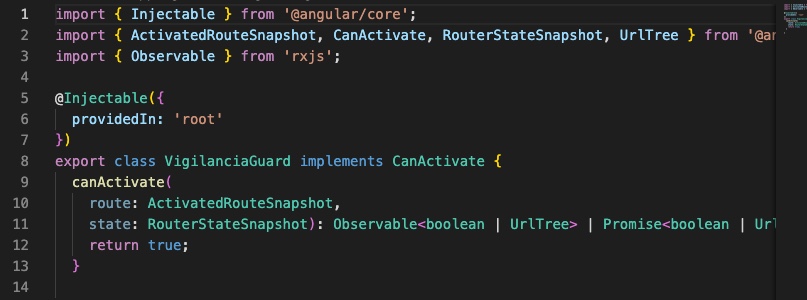 1 import { Injectable } from '@angular/core';
2 import { ActivatedRouteSnapshot, CanActivate, RouterStateSnapshot, UrlTree } from '@an
3 import { Observable } from 'rxjs';
4
5 @Injectable({
6 providedIn: 'root'
7 })
8 export class VigilanciaGuard implements CanActivate {
9 canActivate(
10 route: ActivatedRouteSnapshot,
11 state: RouterStateSnapshot): Observable<boolean | UrlTree> | Promise<boolean | Url
12 return true;
13 }
14